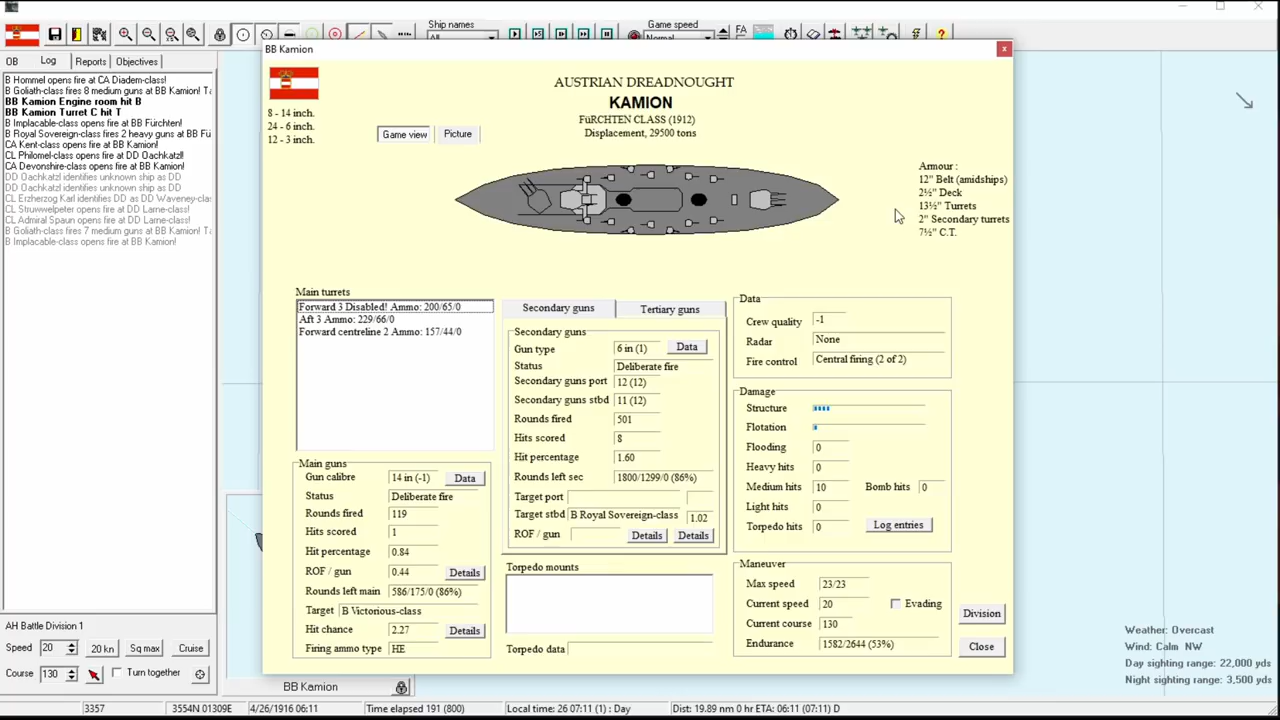 Ship names
Game speed
All
Normal
FA
BB Kamion
OB
Log
Reports
Objectives
B Hommel opens fire at CA Diadem-class!
B Goliath-class fires 8 medium guns at BB Kamion! Ta
BB Kamion Engine room hit B
BB Kamion Turret C hit T
B Implacable-class opens fire at BB Fürchten!
B Royal Sovereign-class fires 2 heavy guns at BB Fü
CA Kent-class opens fire at BB Kamion!
CL Philomel-class opens fire at DD Oachkatzl!
CA Devonshire-class opens fire at BB Kamion!
DD Oachkatzl identifies unknown ship as DD
DD Oachkatzl identifies unknown ship as DD
CL Erzherzog Karl identifies DD as DD Waveney-clas
CL Struwwelpeter opens fire at DD Larne-class!
CL Admiral Spaun opens fire at DD Larne-class!
B Goliath-class fires 7 medium guns at BB Kamion! Ta
B Implacable-class opens fire at BB Kamion!
AUSTRIAN DREADNOUGHT
KAMION
FuRCHTEN CLASS (1912)
Displacement, 29500 tons
8 - 14 inch.
24 - 6 inch.
12 - 3 inch.
Game view
Picture
Armour :
12" Belt (amidships)
2½" Deck
13½" Turrets
2" Secondary turrets
7½" C.T.
Main turrets
Forward 3 Disabled! Ammo: 200/65/0
Aft 3 Ammo: 229/66/0
Forward centreline 2 Ammo: 157/44/0
Main guns
Gun calibre 14 in (-1) Data
Status Deliberate fire
Rounds fired 119
Hits scored 1
Hit percentage 0.84
ROF / gun 0.44 Details
Rounds left main 586/175/0 (86%)
Target B Victorious-class
Hit chance 2.27 Details
Firing ammo type HE
Secondary guns
Tertiary guns
Secondary guns
Gun type 6 in (1) Data
Status Deliberate fire
Secondary guns port 12 (12)
Secondary guns stbd 11 (12)
Rounds fired 501
Hits scored 8
Hit percentage 1.60
Rounds left sec 1800/1299/0 (86%)
Target port
Target stbd B Royal Sovereign-class 1.02
ROF / gun Details Details
Torpedo mounts
Torpedo data
Data
Crew quality -1
Radar None
Fire control Central firing (2 of 2)
Damage
Structure
Flotation
Flooding 0
Heavy hits 0
Medium hits 10 Bomb hits 0
Light hits 0
Torpedo hits 0 Log entries
Maneuver
Max speed 23/23
Current speed 20 Evading
Current course 130
Endurance 1582/2644 (53%)
Division
Close
AH Battle Division 1
Speed 20 20 kn Sq max Cruise
Course 130 Turn together
BB Kamion
Weather: Overcast
Wind: Calm NW
Day sighting range: 22,000 yds
Night sighting range: 3,500 yds
3357
3554N 01309E
4/26/1916 06:11
Time elapsed 191 (800)
Local time: 26 07:11 (1) : Day
Dist: 19.89 nm 0 hr ETA: 06:11 (07:11) D